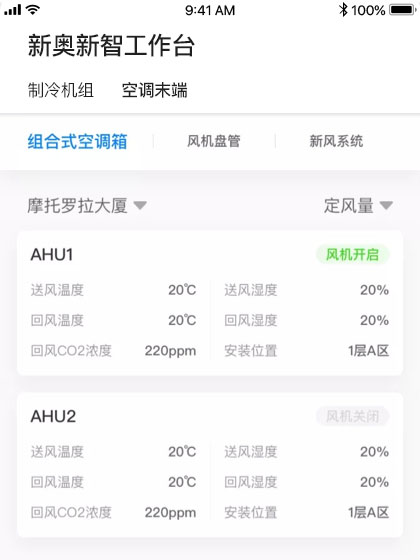 9:41 AM 100%
新奥新智工作台
制冷机组 空调末端
组合式空调箱 风机盘管 新风系统
摩托罗拉大厦 定风量
AHU1 风机开启
送风温度 20℃ 送风湿度 20%
回风温度 20℃ 回风湿度 20%
回风CO2浓度 220ppm 安装位置 1层A区
AHU2 风机关闭
送风温度 20℃ 送风湿度 20%
回风温度 20℃ 回风湿度 20%
回风CO2浓度 220ppm 安装位置 1层A区